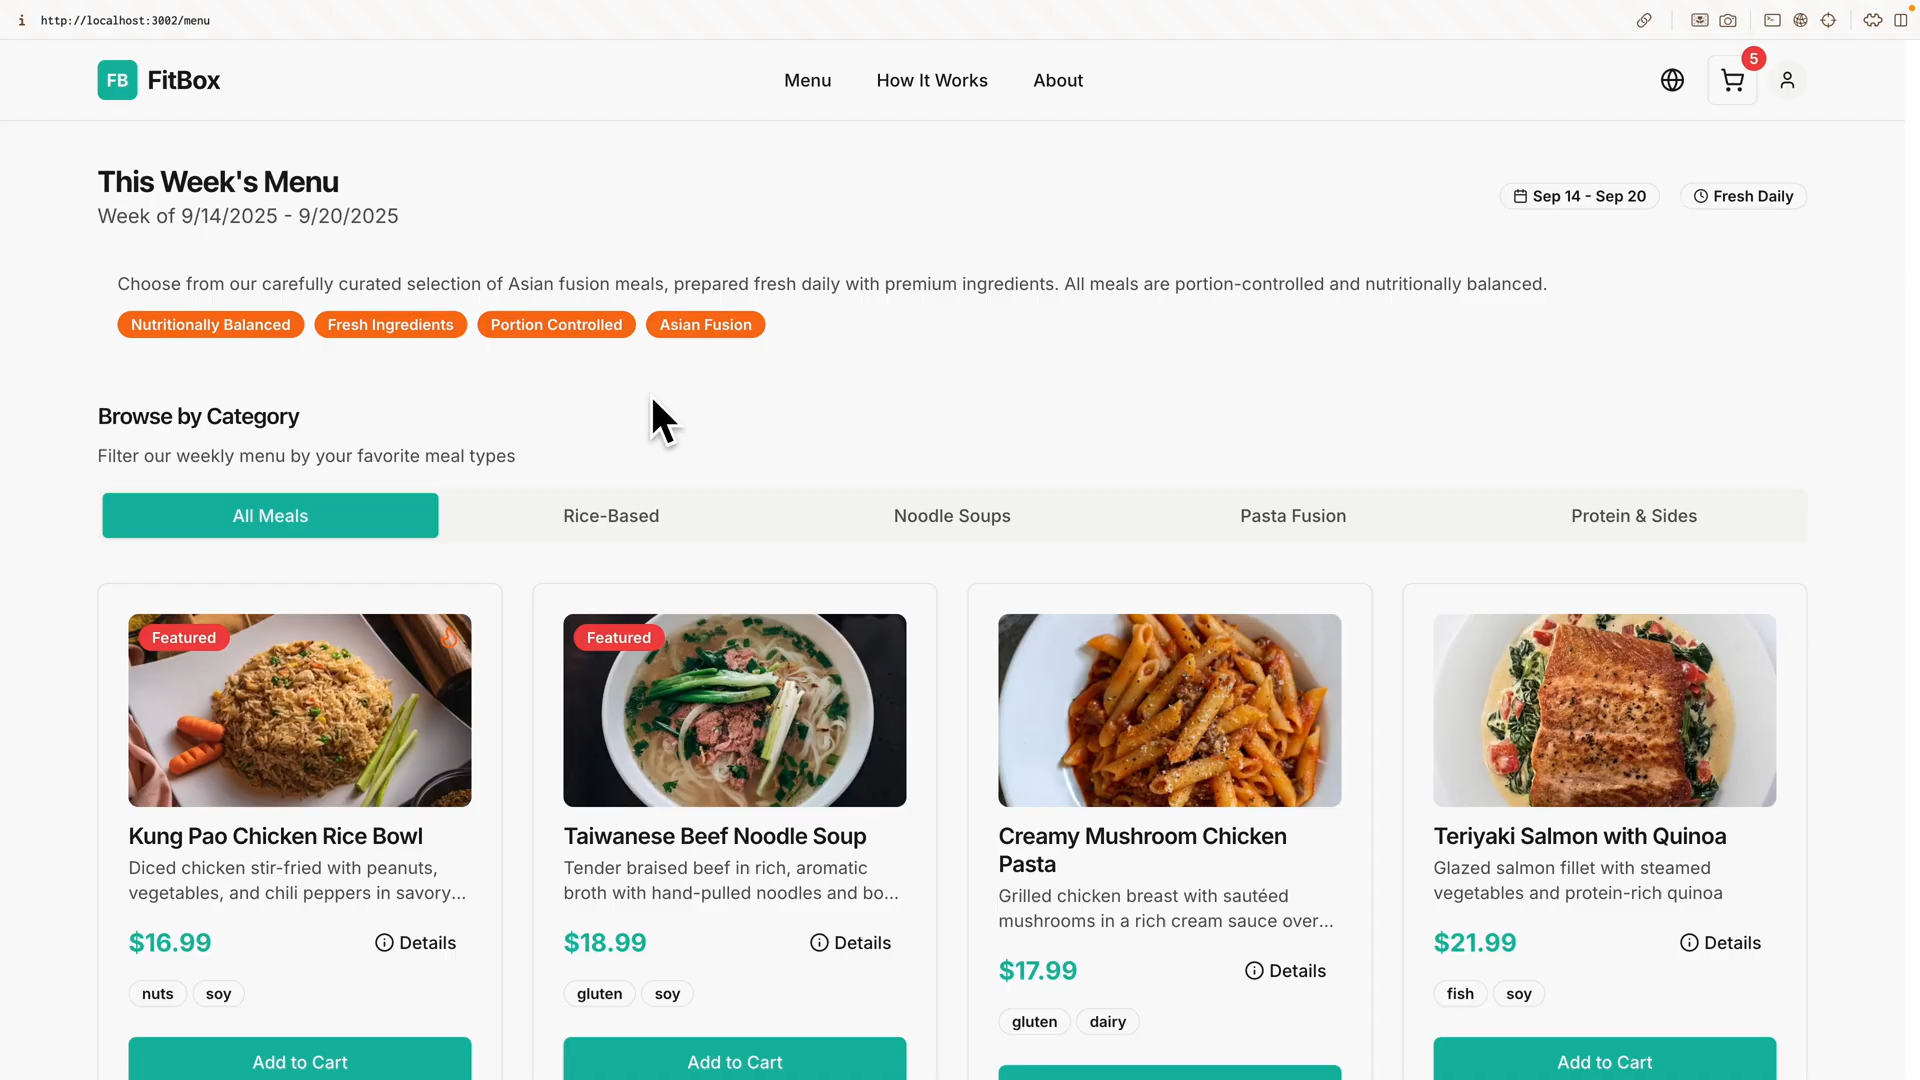 i http://localhost:3002/menu
FB FitBox
Menu How It Works About
5
This Week's Menu
Week of 9/14/2025 - 9/20/2025
Sep 14 - Sep 20 Fresh Daily
Choose from our carefully curated selection of Asian fusion meals, prepared fresh daily with premium ingredients. All meals are portion-controlled and nutritionally balanced.
Nutritionally Balanced Fresh Ingredients Portion Controlled Asian Fusion
Browse by Category
Filter our weekly menu by your favorite meal types
All Meals Rice-Based Noodle Soups Pasta Fusion Protein & Sides
Featured
Kung Pao Chicken Rice Bowl
Diced chicken stir-fried with peanuts,
vegetables, and chili peppers in savory...
$16.99 Details
nuts soy
Add to Cart
Featured
Taiwanese Beef Noodle Soup
Tender braised beef in rich, aromatic
broth with hand-pulled noodles and bo...
$18.99 Details
gluten soy
Add to Cart
Creamy Mushroom Chicken
Pasta
Grilled chicken breast with sautéed
mushrooms in a rich cream sauce over...
$17.99 Details
gluten dairy
Teriyaki Salmon with Quinoa
Glazed salmon fillet with steamed
vegetables and protein-rich quinoa
$21.99 Details
fish soy
Add to Cart